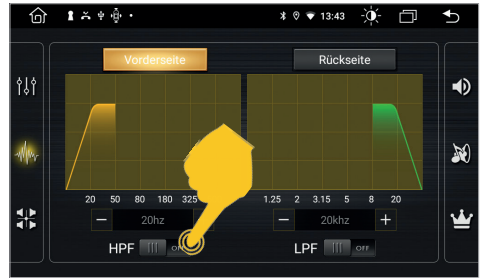 13:43
Vorderseite Rückseite
20 50 80 180 325 1.25 2 3.15 5 8 20
− 20hz − 20khz +
HPF LPF OFF